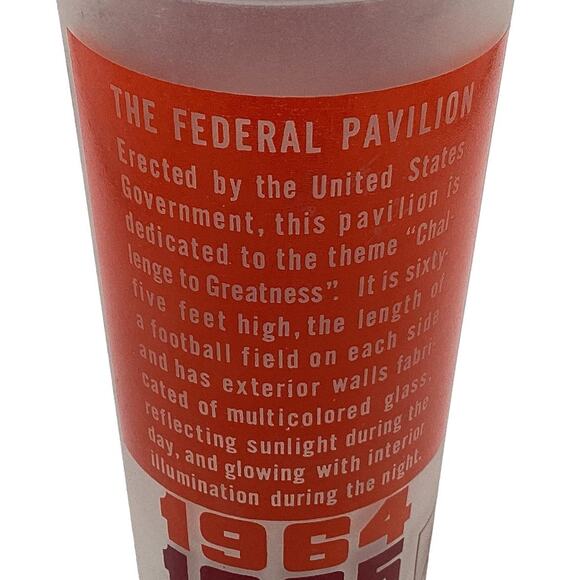 THE FEDERAL PAVILION
Erected by the United States
Government, this pavilion is
dedicated to the theme "Chal-
lenge to Greatness". It is sixty-
five feet high, the length of
a football field on each side
and has exterior walls fabri-
cated of multicolored glass,
reflecting sunlight during the
day, and glowing with interior
illumination during the night.
1964
1965